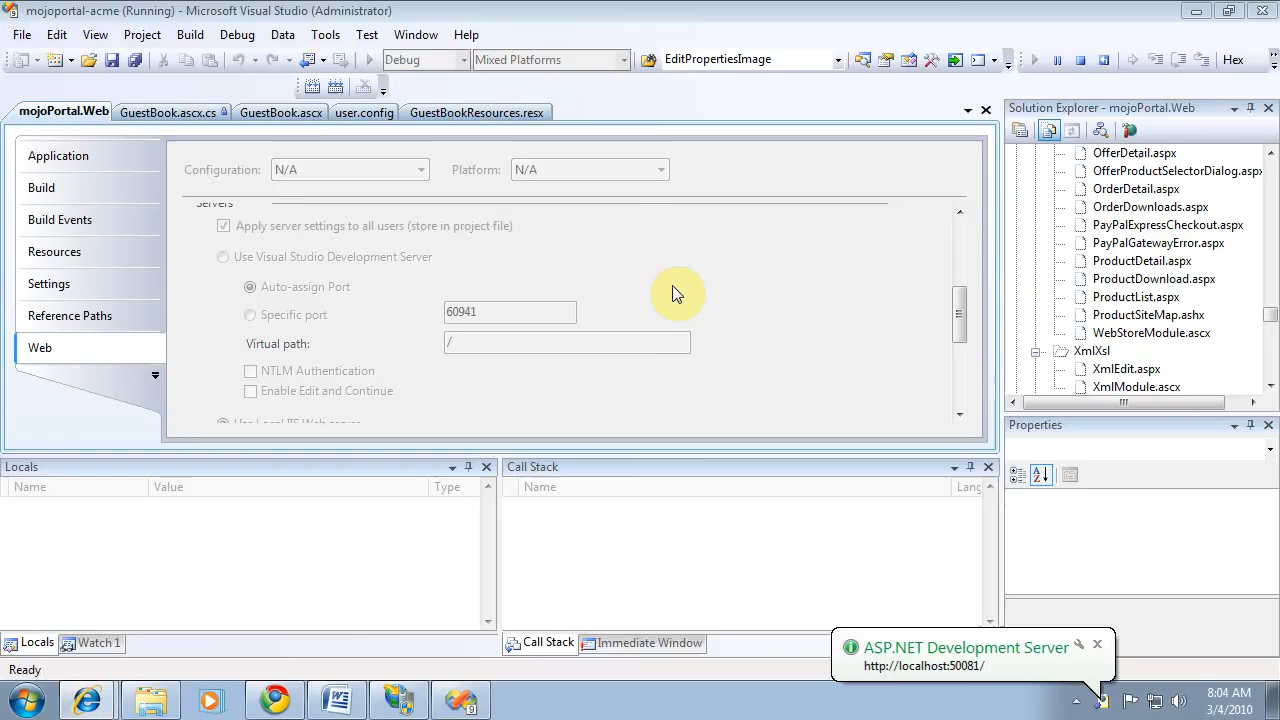 mojoportal-acme (Running) - Microsoft Visual Studio (Administrator)
File Edit View Project Build Debug Data Tools Test Window Help
Debug Mixed Platforms EditPropertiesImage Hex
mojoPortal.Web GuestBook.ascx.cs GuestBook.ascx user.config GuestBookResources.resx
Solution Explorer - mojoPortal.Web
Application
Build
Build Events
Resources
Settings
Reference Paths
Web
Configuration: N/A Platform: N/A
Servers
Apply server settings to all users (store in project file)
Use Visual Studio Development Server
Auto-assign Port
Specific port 60941
Virtual path: /
NTLM Authentication
Enable Edit and Continue
Use Local IIS Web server
OfferDetail.aspx
OfferProductSelectorDialog.aspx
OrderDetail.aspx
OrderDownloads.aspx
PayPalExpressCheckout.aspx
PayPalGatewayError.aspx
ProductDetail.aspx
ProductDownload.aspx
ProductList.aspx
ProductSiteMap.ashx
WebStoreModule.ascx
XmlXsl
XmlEdit.aspx
XmlModule.ascx
Properties
Locals
Name Value Type
Call Stack
Name Lang
Locals Watch 1
Call Stack Immediate Window
ASP.NET Development Server
http://localhost:50081/
Ready
8:04 AM
3/4/2010